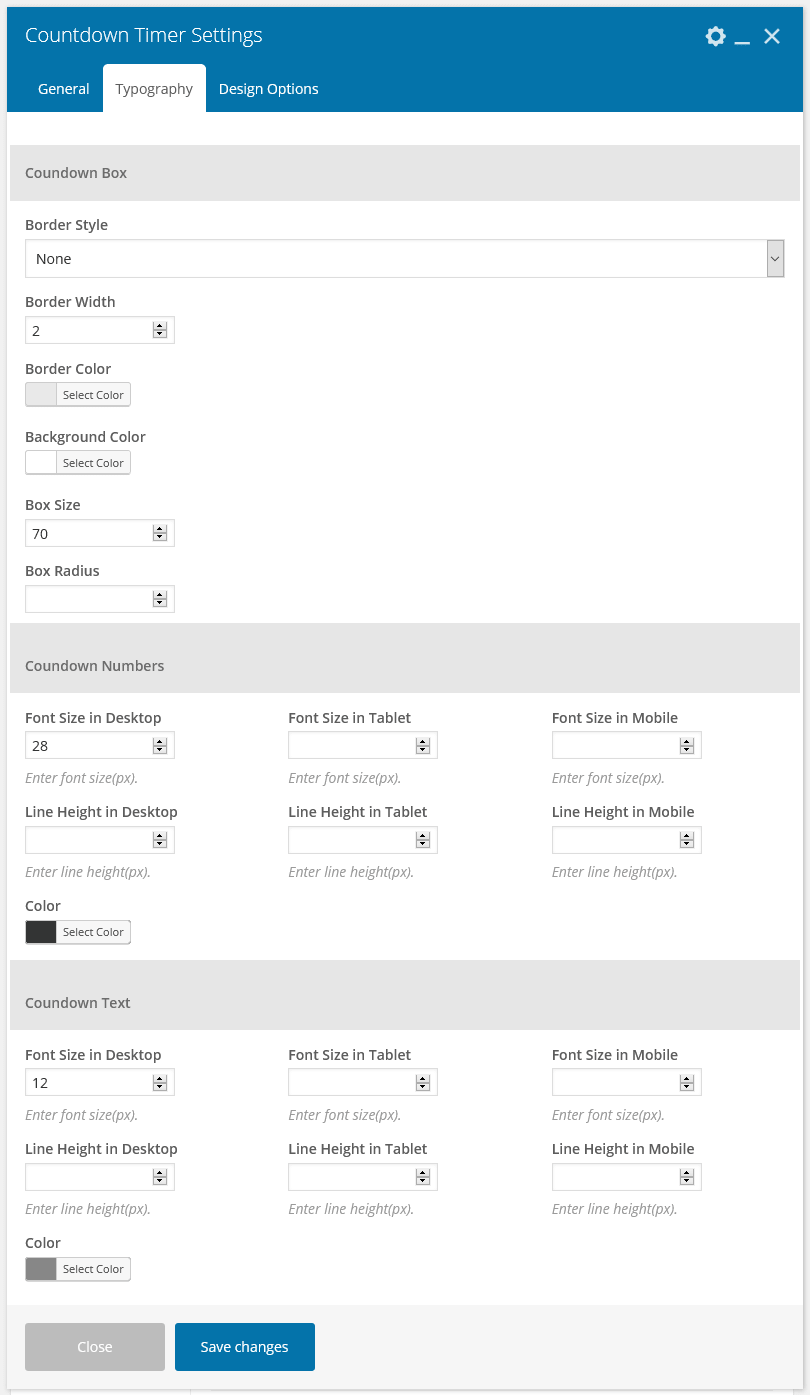 Countdown Timer Settings
General Typography Design Options
Coundown Box
Border Style
None
Border Width
2
Border Color
Select Color
Background Color
Select Color
Box Size
70
Box Radius
Coundown Numbers
Font Size in Desktop Font Size in Tablet Font Size in Mobile
28
Enter font size(px). Enter font size(px). Enter font size(px).
Line Height in Desktop Line Height in Tablet Line Height in Mobile
Enter line height(px). Enter line height(px). Enter line height(px).
Color
Select Color
Coundown Text
Font Size in Desktop Font Size in Tablet Font Size in Mobile
12
Enter font size(px). Enter font size(px). Enter font size(px).
Line Height in Desktop Line Height in Tablet Line Height in Mobile
Enter line height(px). Enter line height(px). Enter line height(px).
Color
Select Color
Close Save changes